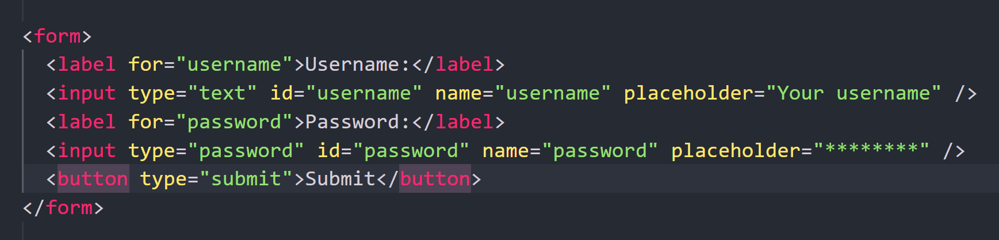 <form>
<label for="username">Username:</label>
<input type="text" id="username" name="username" placeholder="Your username" />
<label for="password">Password:</label>
<input type="password" id="password" name="password" placeholder="********" />
<button type="submit">Submit</button>
</form>